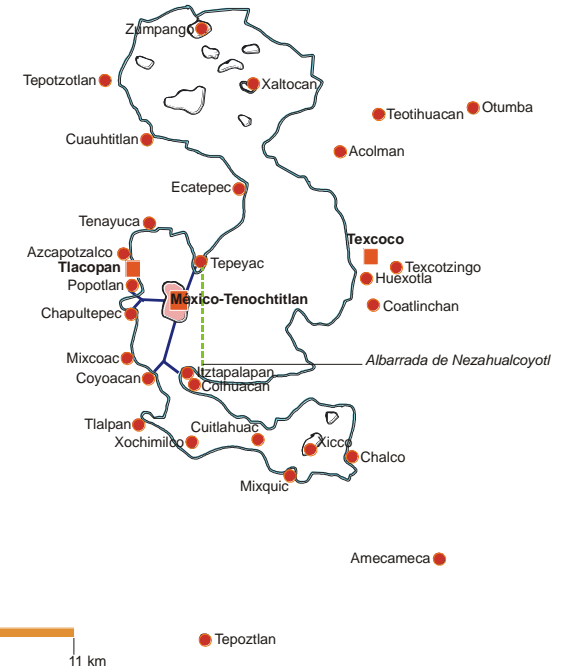 Zumpango
Tepotzotlan
Xaltocan
Otumba
Teotihuacan
Cuauhtitlan
Acolman
Ecatepec
Tenayuca
Texcoco
Azcapotzalco
Tepeyac
Tlacopan
Texcotzingo
Popotlan
Huexotla
México-Tenochtitlan
Coatlinchan
Chapultepec
Mixcoac
Albarrada de Nezahualcoyotl
Itztapalapan
Coyoacan
Colhuacan
Tlalpan
Cuitlahuac
Xochimilco
Xicco
Chalco
Mixquic
Amecameca
Tepoztlan
11 km